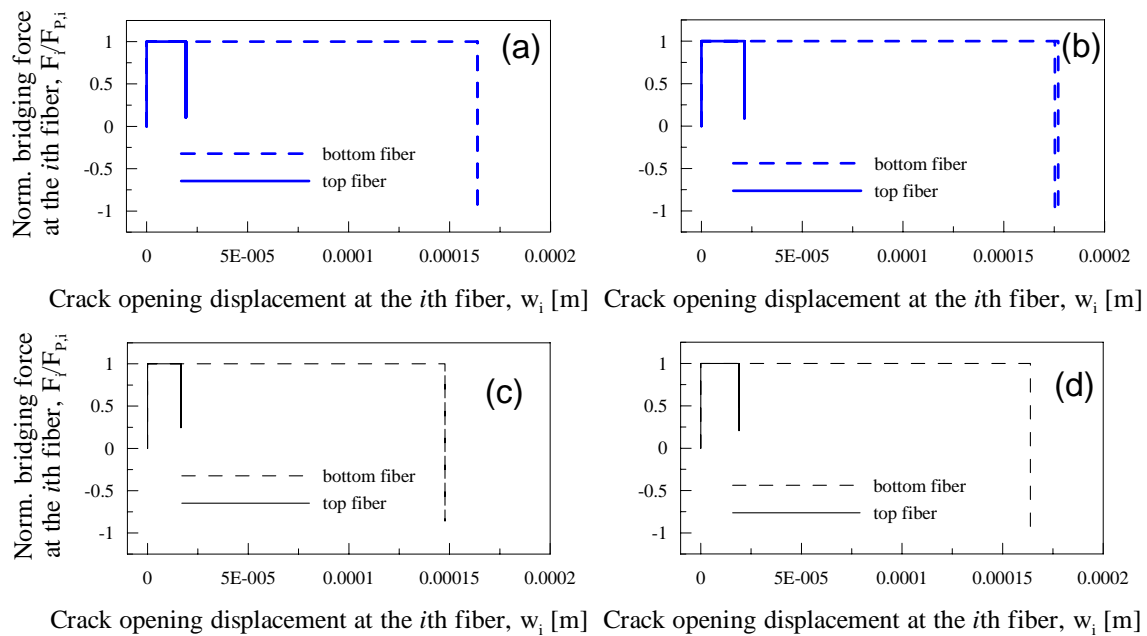 Norm. bridging force
at the ith fiber, F_i/F_P,i
1
0.5
0
-0.5
-1
(a)
bottom fiber
top fiber
0 5E-005 0.0001 0.00015 0.0002
Crack opening displacement at the ith fiber, w_i [m]
1
0.5
0
-0.5
-1
(b)
bottom fiber
top fiber
0 5E-005 0.0001 0.00015 0.0002
Crack opening displacement at the ith fiber, w_i [m]
Norm. bridging force
at the ith fiber, F_i/F_P,i
1
0.5
0
-0.5
-1
(c)
bottom fiber
top fiber
0 5E-005 0.0001 0.00015 0.0002
Crack opening displacement at the ith fiber, w_i [m]
1
0.5
0
-0.5
-1
(d)
bottom fiber
top fiber
0 5E-005 0.0001 0.00015 0.0002
Crack opening displacement at the ith fiber, w_i [m]